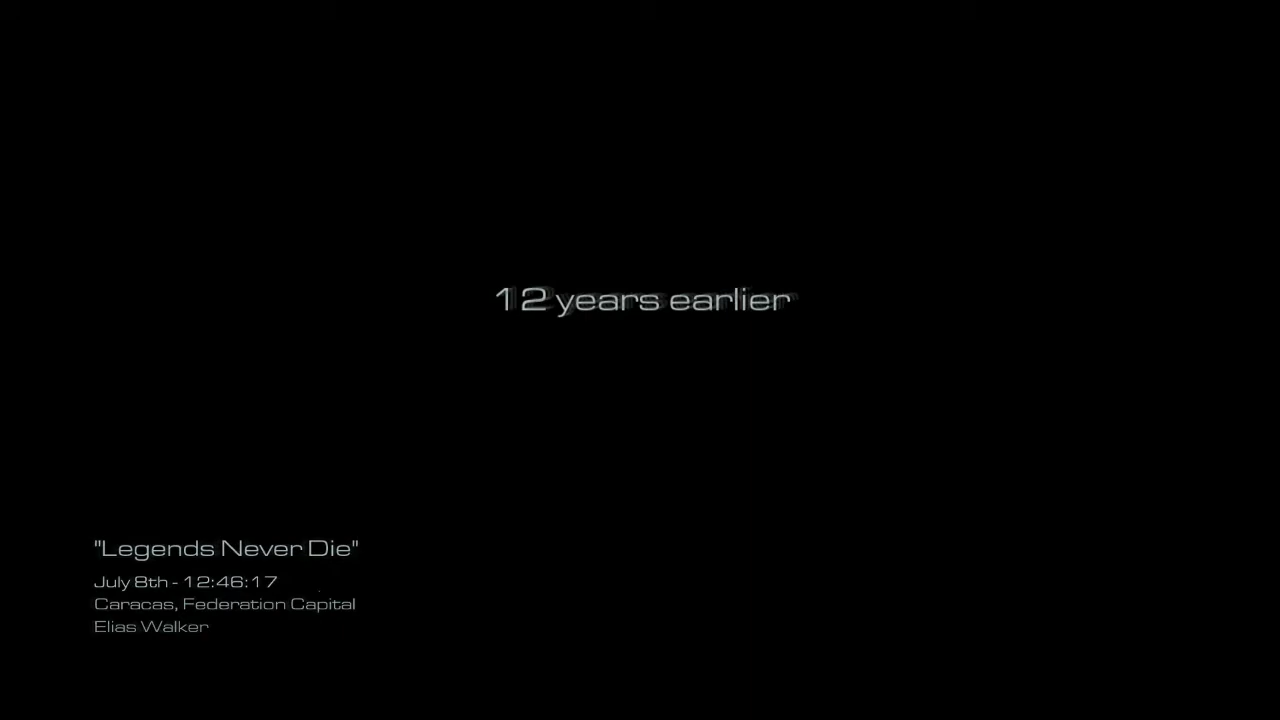 12 years earlier
"Legends Never Die"
July 8th - 12:46:17
Caracas, Federation Capital
Elias Walker